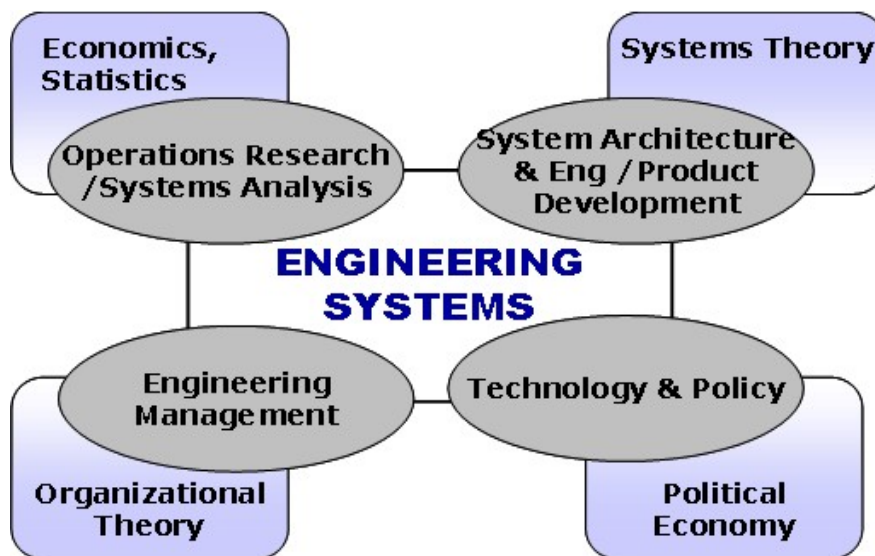 Economics,
Statistics
Systems Theory
Operations Research
/Systems Analysis
System Architecture
& Eng /Product
Development
ENGINEERING
SYSTEMS
Engineering
Management
Technology & Policy
Organizational
Theory
Political
Economy